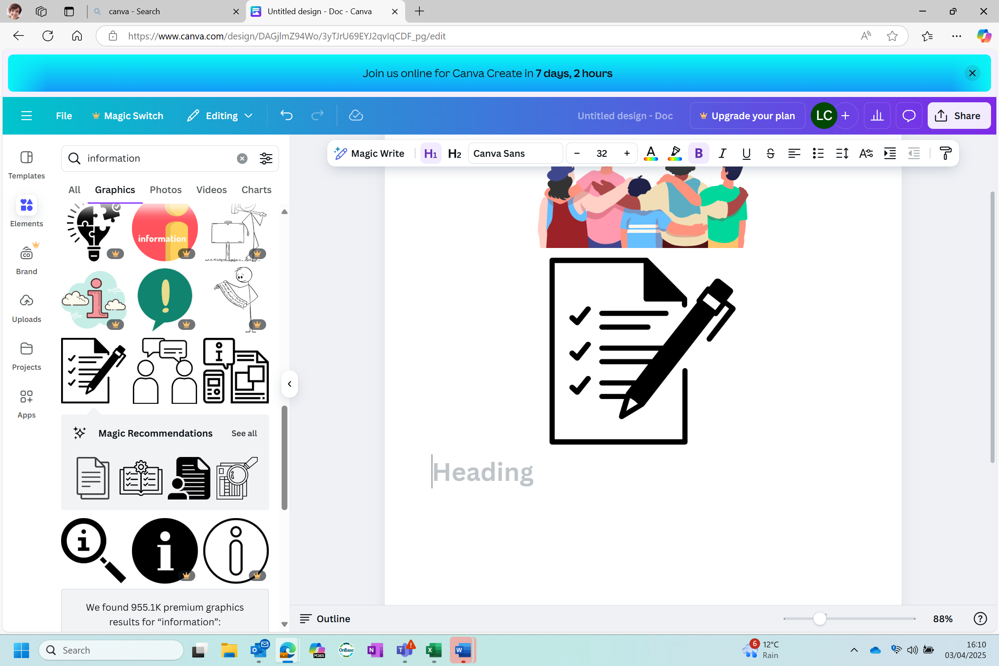 canva - Search
Untitled design - Doc - Canva
https://www.canva.com/design/DAGjlmZ94Wo/3yTJrU69EYJ2qvIqCDF_pg/edit
Join us online for Canva Create in 7 days, 2 hours
File
Magic Switch
Editing
Untitled design - Doc
Upgrade your plan
LC
Share
Templates
Elements
Brand
Uploads
Projects
Apps
information
All
Graphics
Photos
Videos
Charts
information
Magic Recommendations
See all
We found 955.1K premium graphics
results for “information”:
Magic Write
H1
H2
Canva Sans
32
Heading
Outline
88%
Search
M365
OnBase
6
12°C
Rain
16:10
03/04/2025